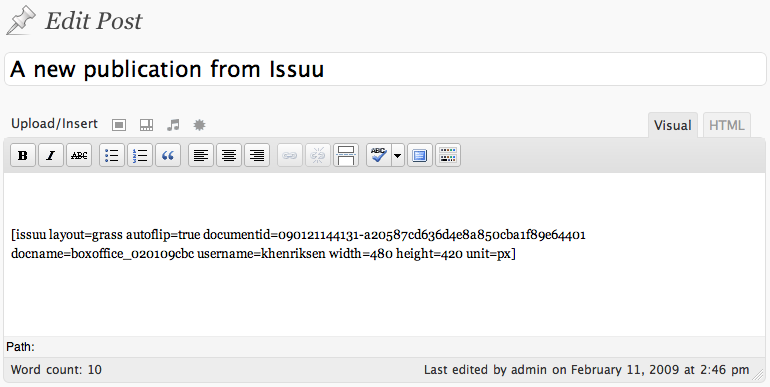 Edit Post
A new publication from Issuu
Upload/Insert
Visual HTML
B I ABC ABC
[issuu layout=grass autoflip=true documentid=090121144131-a20587cd636d4e8a850cba1f89e64401
docname=boxoffice_020109cbc username=khenriksen width=480 height=420 unit=px]
Path:
Word count: 10 Last edited by admin on February 11, 2009 at 2:46 pm